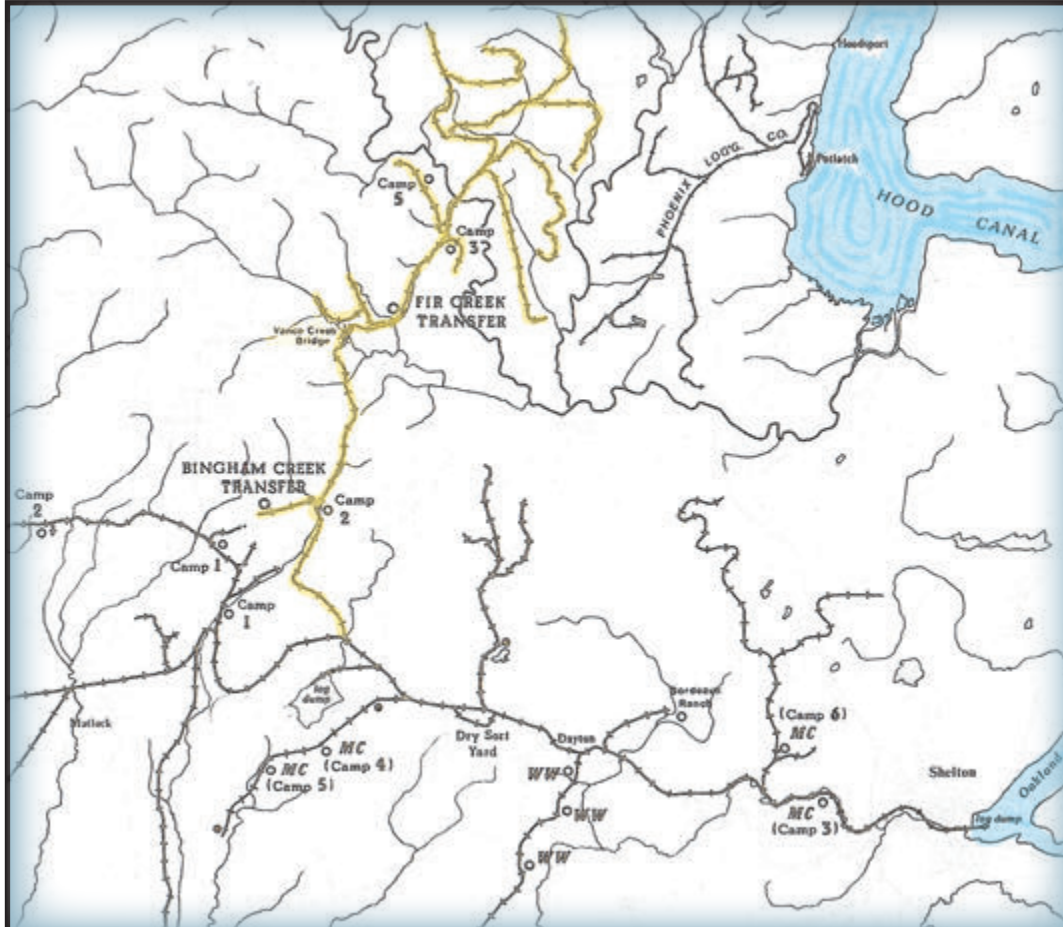 Hoodsport
PHOENIX LOG'G. CO.
Potlatch
HOOD CANAL
Camp
5
Camp
3?
FIR CREEK
TRANSFER
Vance Creek
Bridge
BINGHAM CREEK
TRANSFER
Camp
2
Camp
2
Camp 1
Camp
1
Matlock
log
dump
MC
(Camp 4)
MC
(Camp 5)
Dry Sort
Yard
Dayton
Bordeaux
Ranch
WW
WW
WW
(Camp 6)
MC
MC
(Camp 3)
Shelton
log dump
Oakland